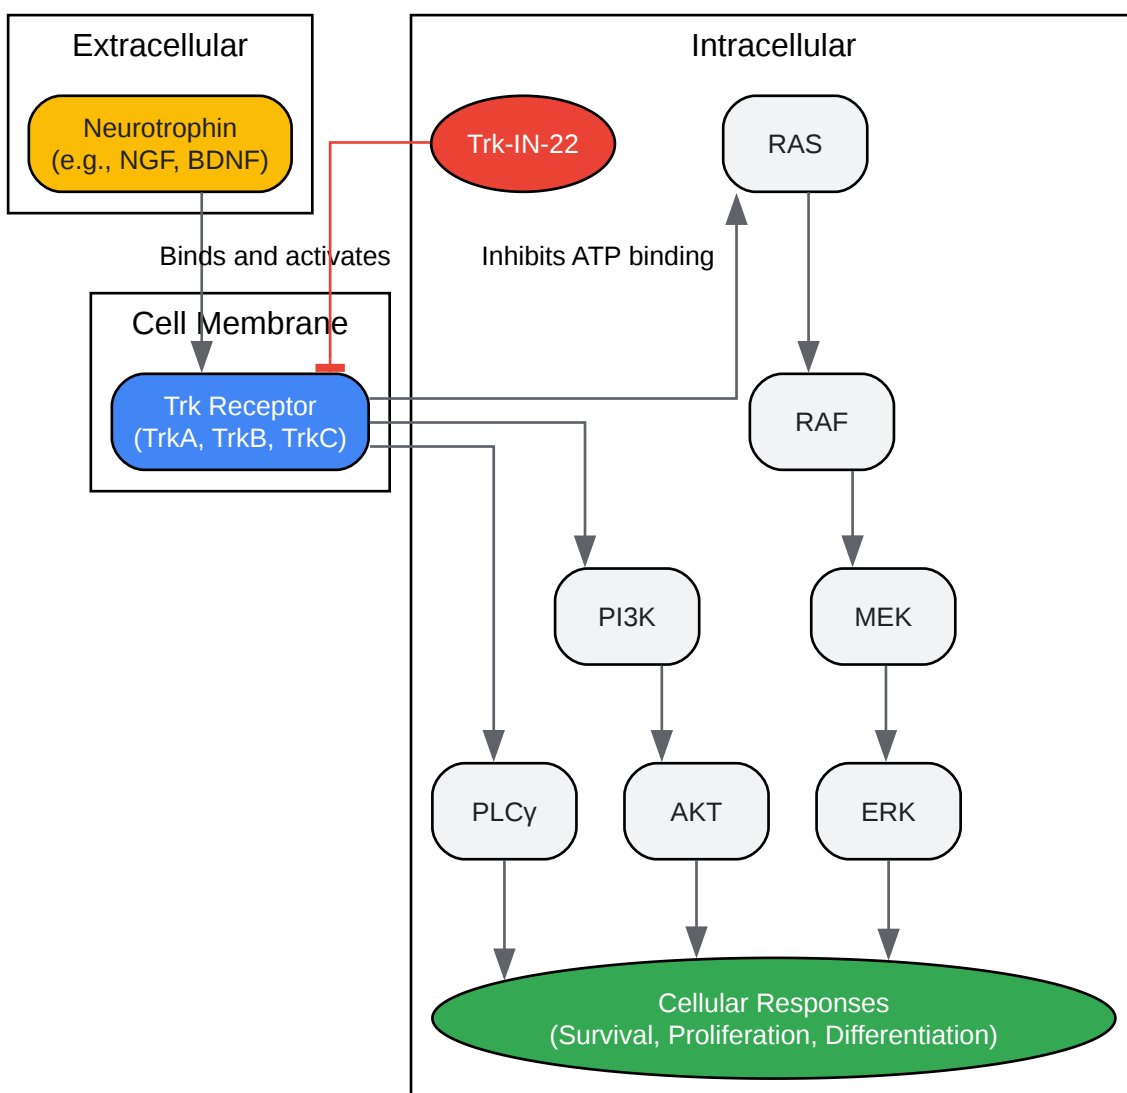 Extracellular
Intracellular
Neurotrophin
(e.g., NGF, BDNF)
Trk-IN-22
RAS
Binds and activates
Inhibits ATP binding
Cell Membrane
Trk Receptor
(TrkA, TrkB, TrkC)
RAF
PI3K
MEK
PLCγ
AKT
ERK
Cellular Responses
(Survival, Proliferation, Differentiation)